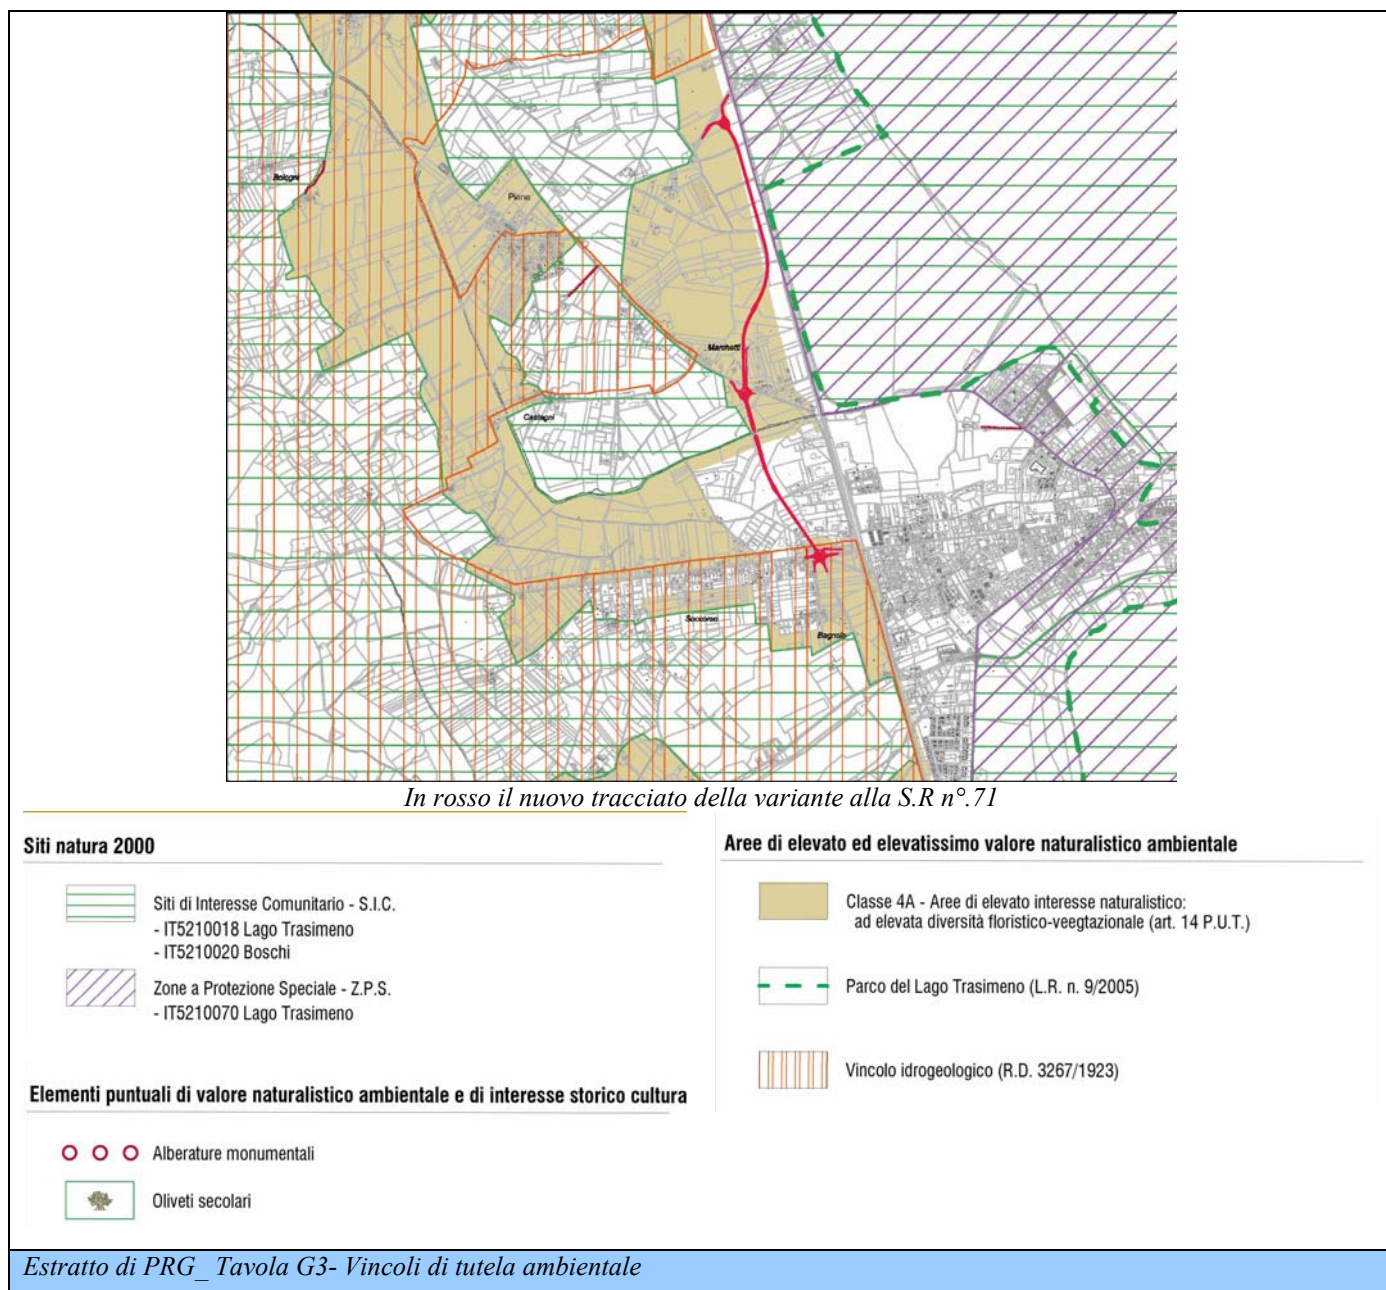 Bologni
Piana
Marchetti
Castagni
Soccorso
Bagnolo
In rosso il nuovo tracciato della variante alla S.R n°.71
Siti natura 2000
Siti di Interesse Comunitario - S.I.C.
- IT5210018 Lago Trasimeno
- IT5210020 Boschi
Zone a Protezione Speciale - Z.P.S.
- IT5210070 Lago Trasimeno
Elementi puntuali di valore naturalistico ambientale e di interesse storico cultura
Alberature monumentali
Oliveti secolari
Aree di elevato ed elevatissimo valore naturalistico ambientale
Classe 4A - Aree di elevato interesse naturalistico:
ad elevata diversità floristico-veegtazionale (art. 14 P.U.T.)
Parco del Lago Trasimeno (L.R. n. 9/2005)
Vincolo idrogeologico (R.D. 3267/1923)
Estratto di PRG_ Tavola G3- Vincoli di tutela ambientale